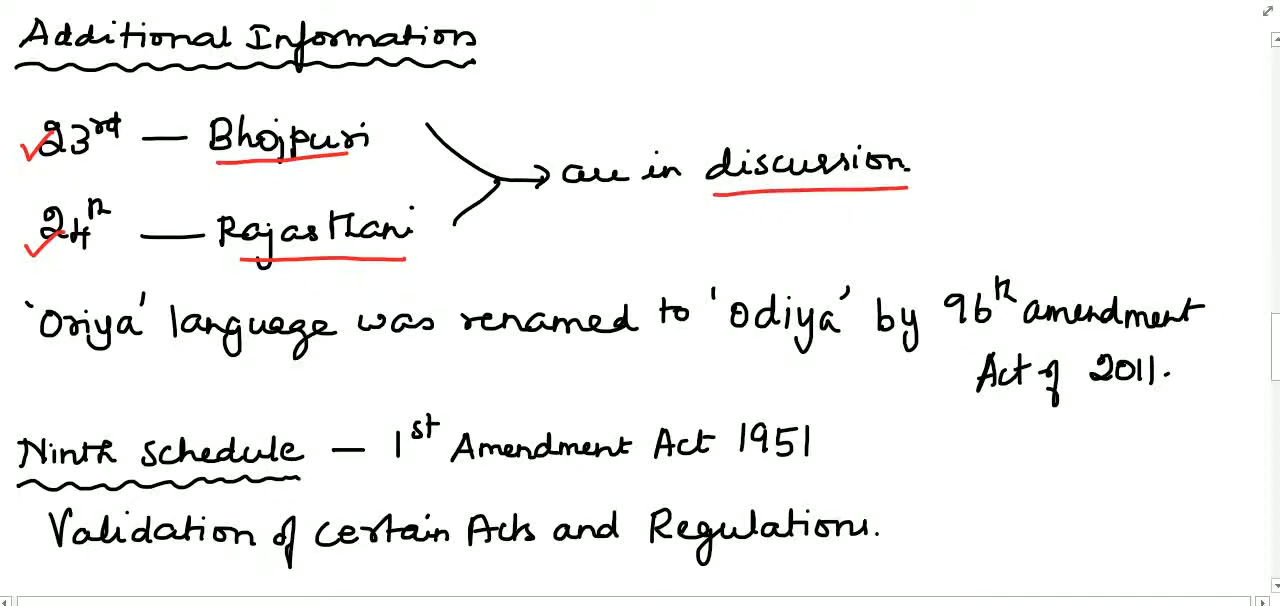 Additional Information
23rd — Bhojpuri
are in discussion.
24th — Rajasthani
'Oriya' language was renamed to 'Odiya' by 96th amendment
Act of 2011.
Ninth Schedule — 1st Amendment Act 1951
Validation of certain Acts and Regulations.